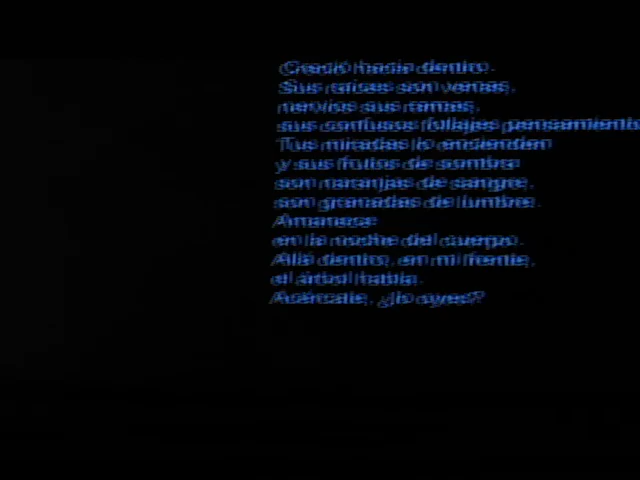 Creció hacia dentro.
Sus raíses son venas,
nervios sus ramas,
sus confusos follajes pensamientos
Tus miradas lo encienden
y sus frutos de sombra
son naranjas de sangre,
son granadas de lumbre.
Amanece
en la noche del cuerpo.
Allá dentro, en mi frente,
el árbol habla.
Acércate, ¿lo oyes?